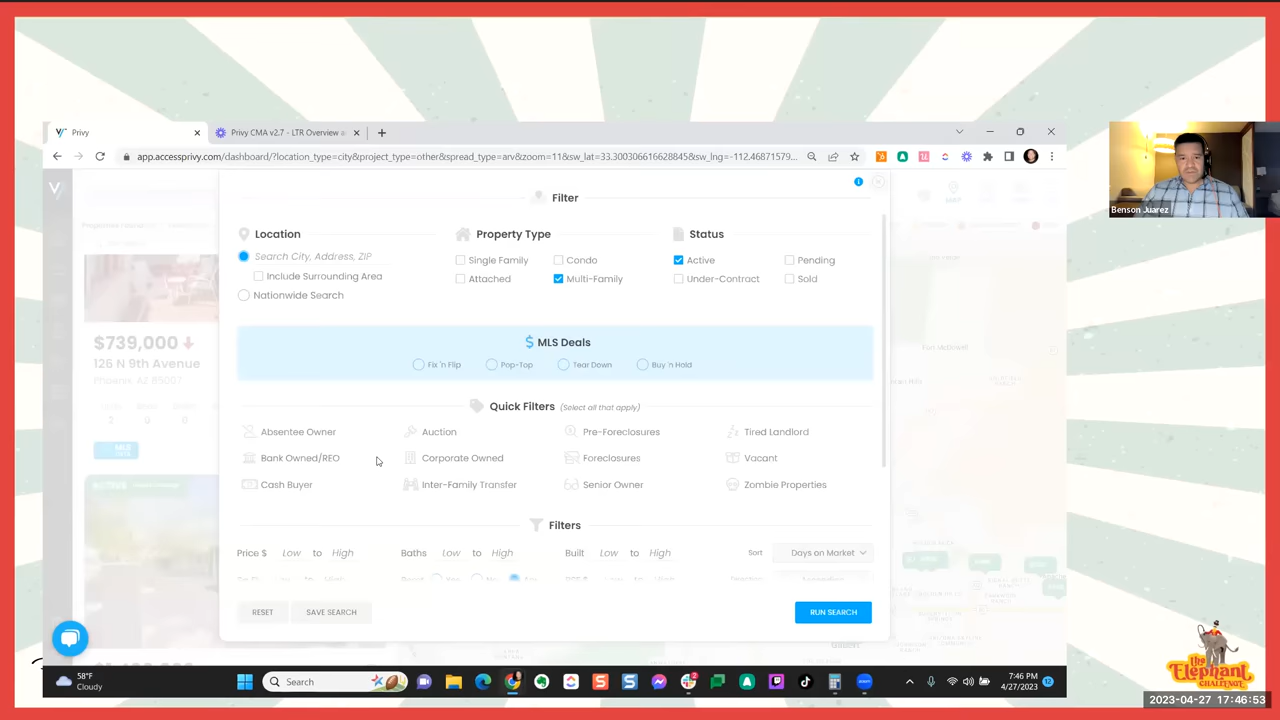 Privy
Privy CMA v2.7 - LTR Overview a
app.accessprivy.com/dashboard/?location_type=city&project_type=other&spread_type=arv&zoom=11&sw_lat=33.300306616628845&sw_lng=-112.46871579...
Benson Juarez
Filter
Location
Property Type
Status
Search City, Address, ZIP
Single Family
Condo
Active
Pending
Include Surrounding Area
Attached
Multi-Family
Under-Contract
Sold
Nationwide Search
$739,000
126 N 9th Avenue
Phoenix, AZ 85007
2 0 0
MLS Deals
Fix 'n Flip
Pop-Top
Tear Down
Buy 'n Hold
Quick Filters (Select all that apply)
Absentee Owner
Auction
Pre-Foreclosures
Tired Landlord
Bank Owned/REO
Corporate Owned
Foreclosures
Vacant
Cash Buyer
Inter-Family Transfer
Senior Owner
Zombie Properties
Filters
Price $ Low to High
Baths Low to High
Built Low to High
Sort Days on Market
RESET
SAVE SEARCH
RUN SEARCH
58°F
Cloudy
Search
7:46 PM
4/27/2023
The Elephant CHALLENGE
2023-04-27 17:46:53